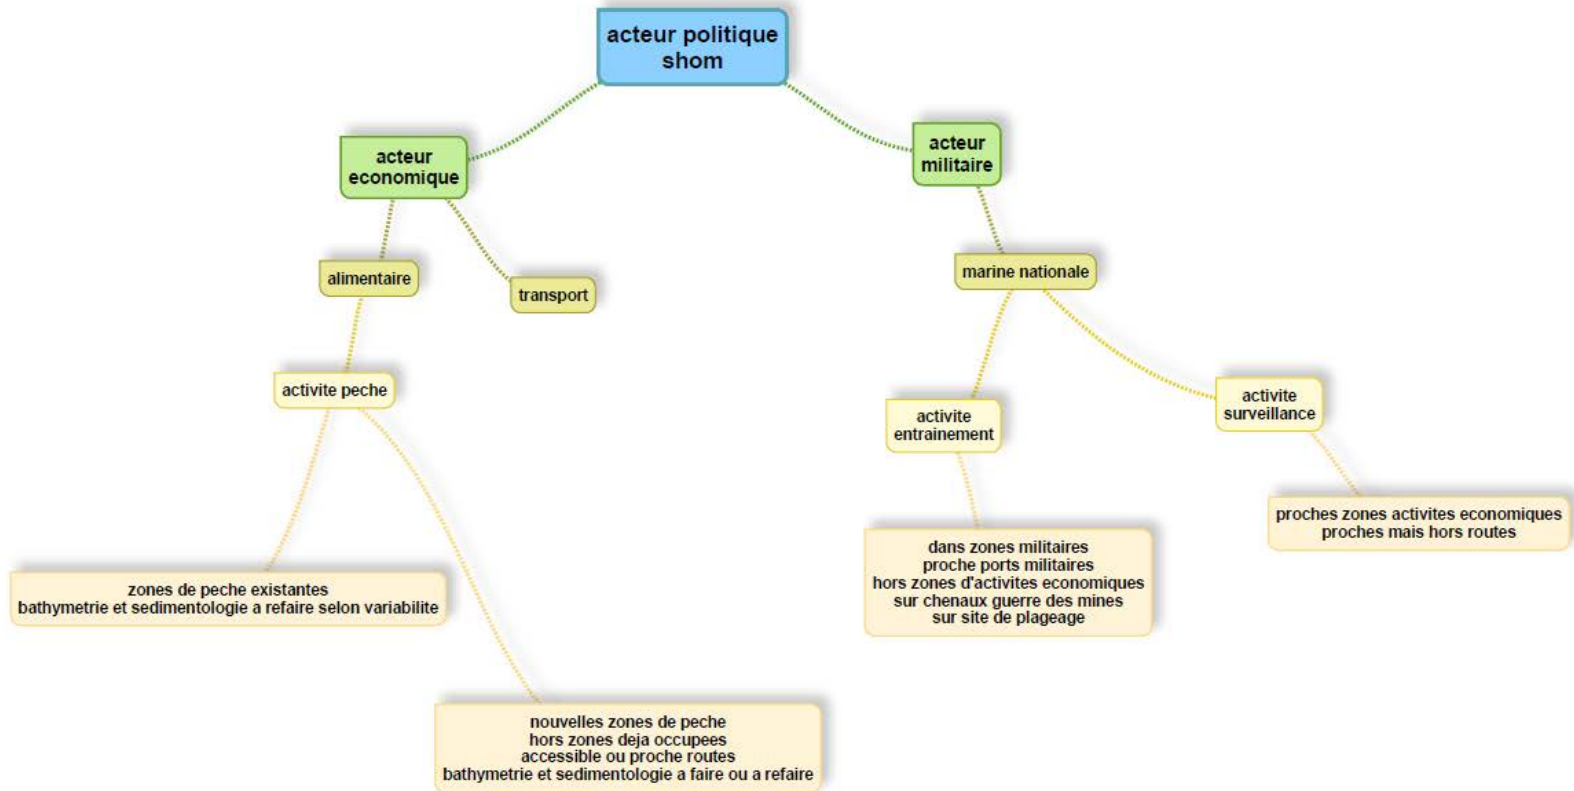 acteur politique
shom
acteur
economique
acteur
militaire
alimentaire
transport
marine nationale
activite peche
activite
entrainement
activite
surveillance
zones de peche existantes
bathymetrie et sedimentologie a refaire selon variabilite
nouvelles zones de peche
hors zones deja occupees
accessible ou proche routes
bathymetrie et sedimentologie a faire ou a refaire
dans zones militaires
proche ports militaires
hors zones d'activites economiques
sur chenaux guerre des mines
sur site de plageage
proches zones activites economiques
proches mais hors routes